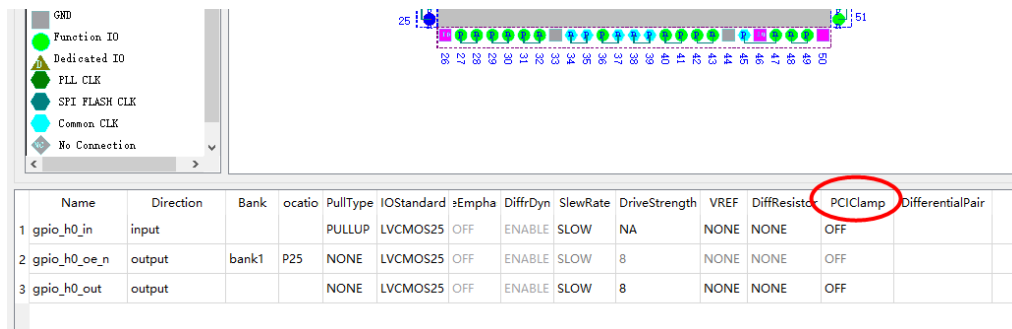 GND
Function IO
Dedicated IO
PLL CLK
SPI FLASH CLK
Common CLK
No Connection
25
51
26 27 28 29 30 31 32 33 34 35 36 37 38 39 40 41 42 43 44 45 46 47 48 49 50
Name Direction Bank ocatio PullType IOStandard eEmpha DiffrDyn SlewRate DriveStrength VREF DiffResistor PCIClamp DifferentialPair
1 gpio_h0_in input PULLUP LVCMOS25 OFF ENABLE SLOW NA NONE NONE OFF
2 gpio_h0_oe_n output bank1 P25 NONE LVCMOS25 OFF ENABLE SLOW 8 NONE NONE OFF
3 gpio_h0_out output NONE LVCMOS25 OFF ENABLE SLOW 8 NONE NONE OFF